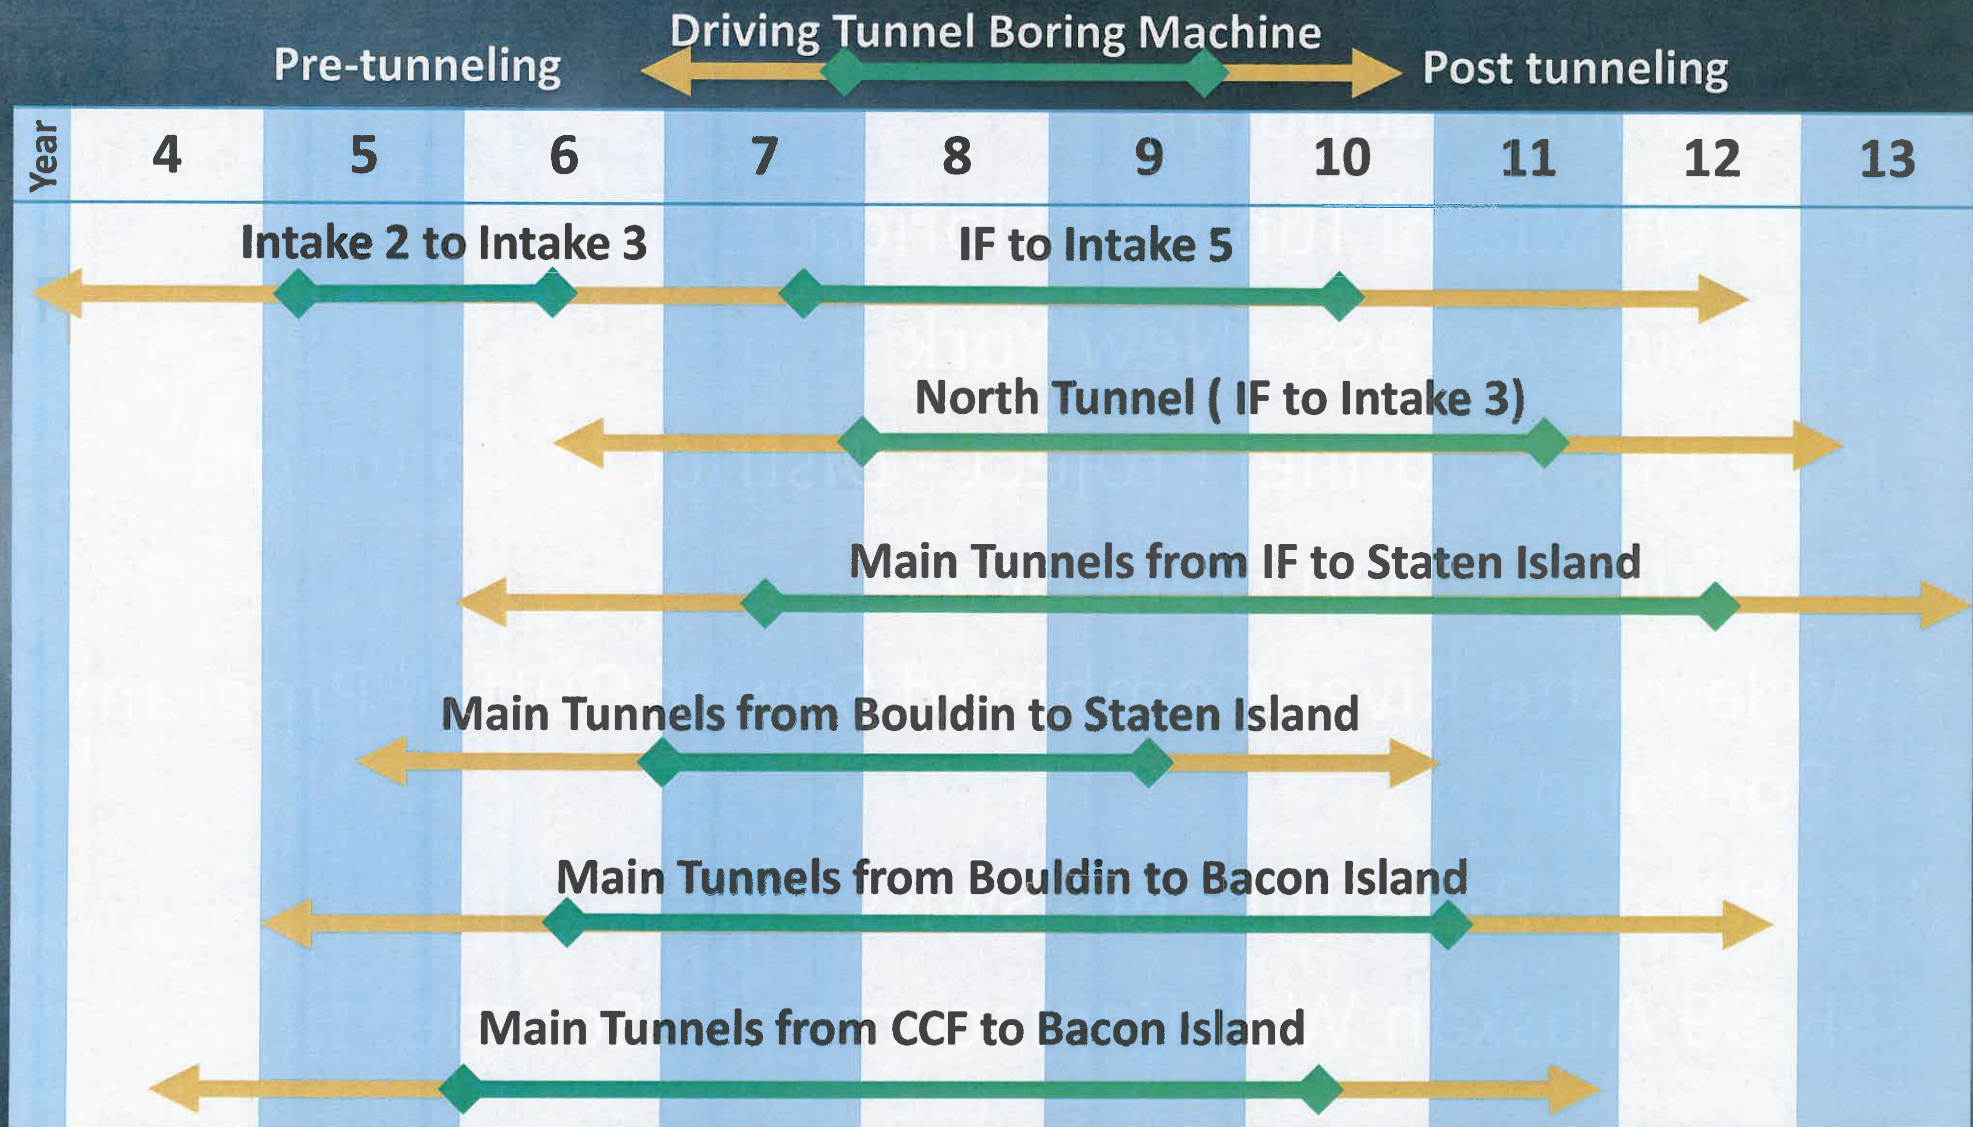 Driving Tunnel Boring Machine
Pre-tunneling
Post tunneling
Year 4 5 6 7 8 9 10 11 12 13
Intake 2 to Intake 3
IF to Intake 5
North Tunnel ( IF to Intake 3)
Main Tunnels from IF to Staten Island
Main Tunnels from Bouldin to Staten Island
Main Tunnels from Bouldin to Bacon Island
Main Tunnels from CCF to Bacon Island